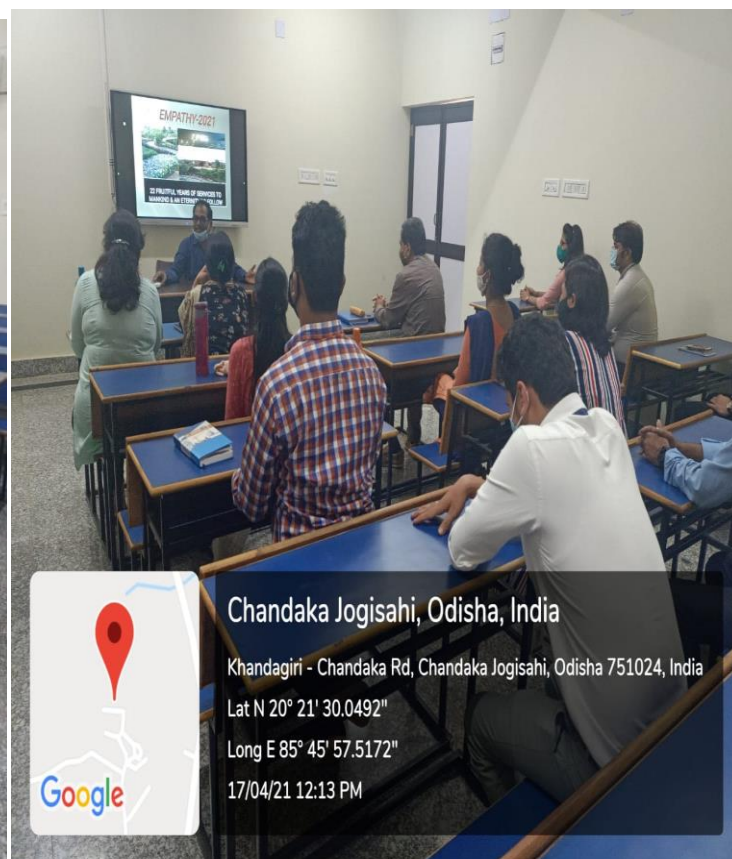 EMPATHY-2021
22 FRUITFUL YEARS OF SERVICES TO
MANKIND & AN ETERNITY TO FOLLOW
Chandaka Jogisahi, Odisha, India
Khandagiri - Chandaka Rd, Chandaka Jogisahi, Odisha 751024, India
Lat N 20° 21' 30.0492"
Long E 85° 45' 57.5172"
17/04/21 12:13 PM
Google